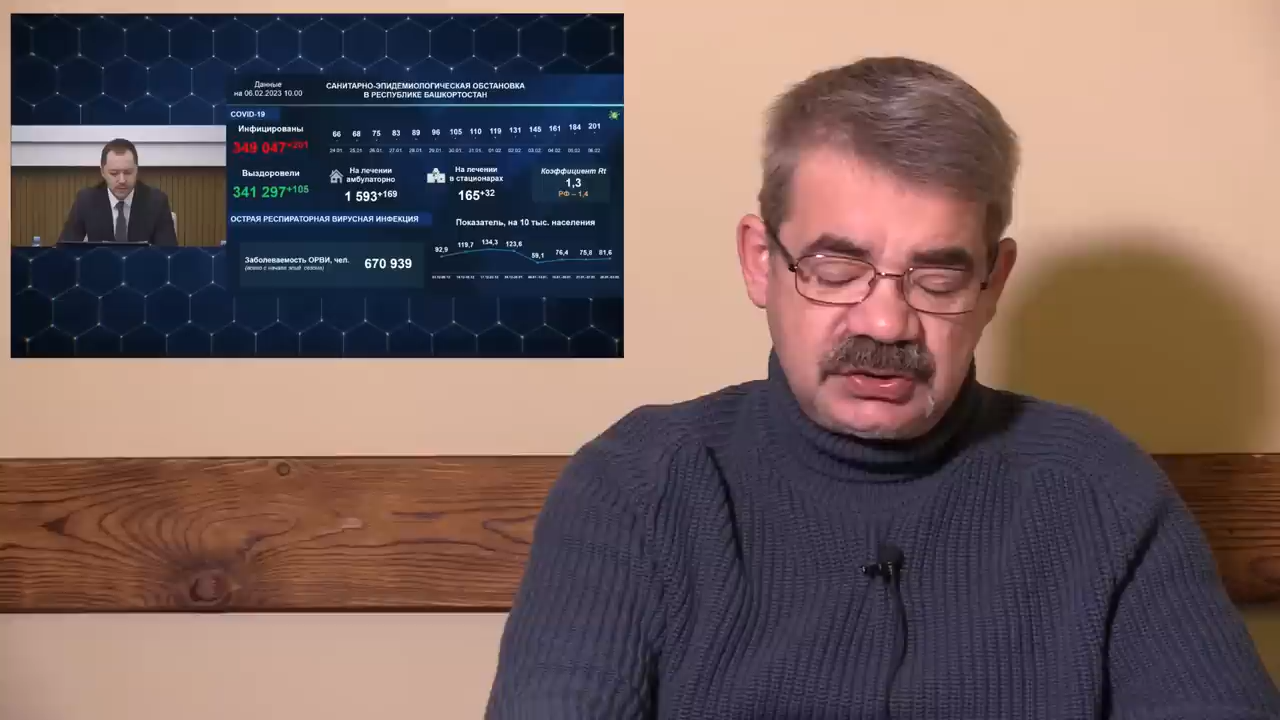 Данные
на 06.02.2023 10.00
САНИТАРНО-ЭПИДЕМИОЛОГИЧЕСКАЯ ОБСТАНОВКА
В РЕСПУБЛИКЕ БАШКОРТОСТАН
COVID-19
Инфицированы
349 047+201
66 68 75 83 89 96 105 110 119 131 145 161 184 201
Выздоровели
341 297+105
На лечении
амбулаторно
1 593+169
На лечении
в стационарах
165+32
Коэффициент Rt
1,3
РФ – 1,4
ОСТРАЯ РЕСПИРАТОРНАЯ ВИРУСНАЯ ИНФЕКЦИЯ
Показатель, на 10 тыс. населения
Заболеваемость ОРВИ, чел.
670 939
92,9 119,7 134,3 123,6 59,1 76,4 75,8 81,6